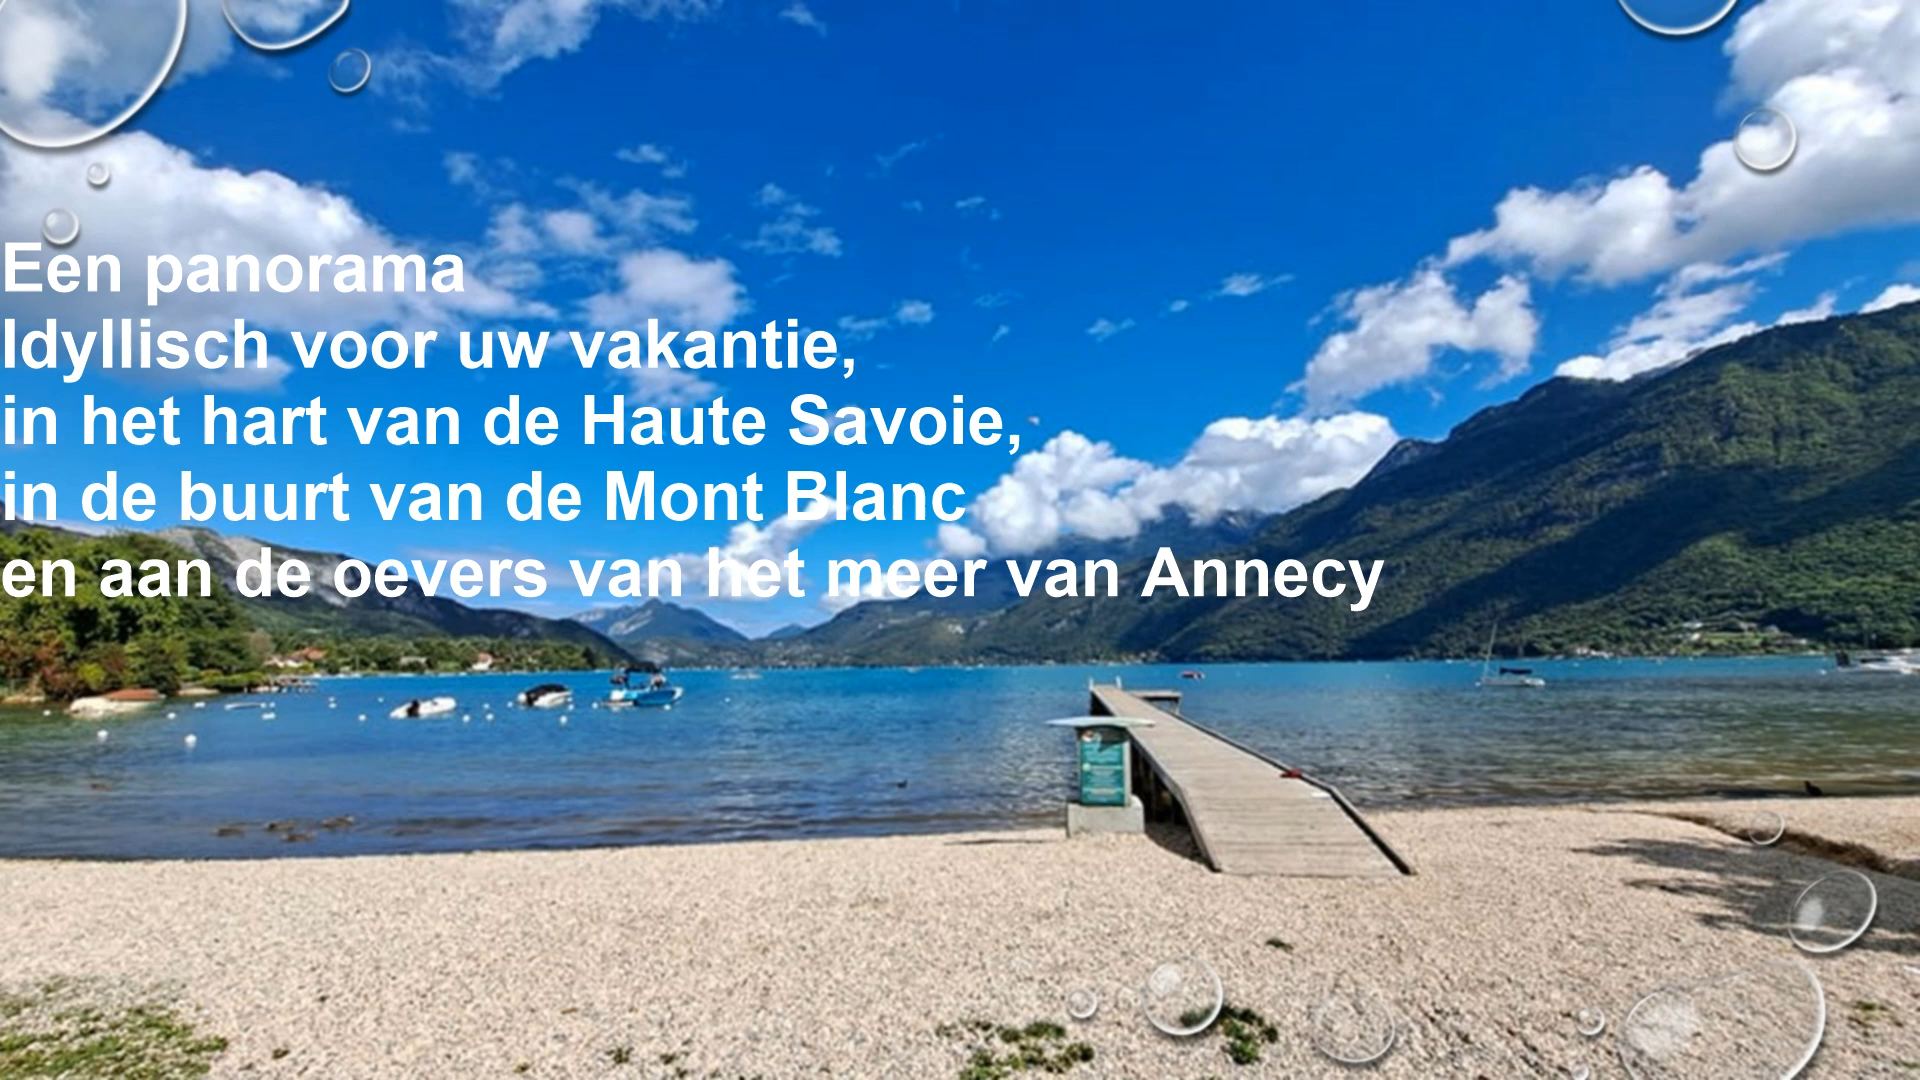 Een panorama
Idyllisch voor uw vakantie,
in het hart van de Haute Savoie,
in de buurt van de Mont Blanc
en aan de oevers van het meer van Annecy